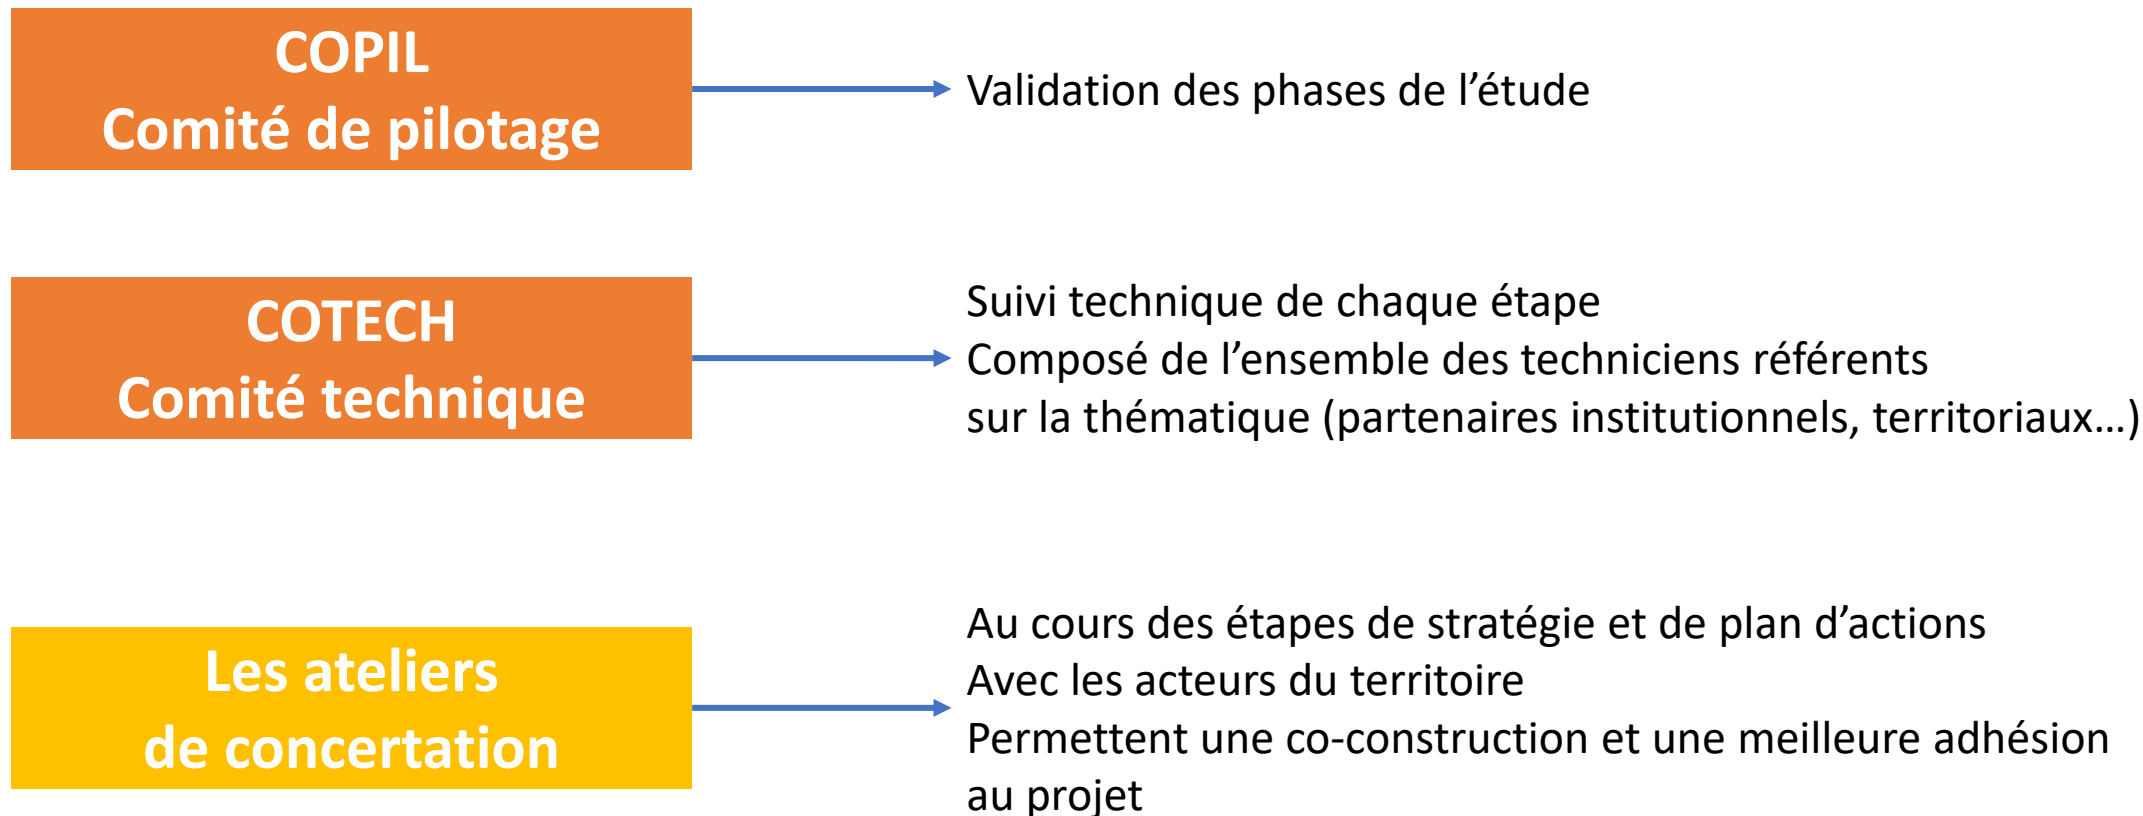 COPIL
Comité de pilotage
Validation des phases de l’étude
COTECH
Comité technique
Suivi technique de chaque étape
Composé de l’ensemble des techniciens référents
sur la thématique (partenaires institutionnels, territoriaux…)
Les ateliers
de concertation
Au cours des étapes de stratégie et de plan d’actions
Avec les acteurs du territoire
Permettent une co-construction et une meilleure adhésion
au projet